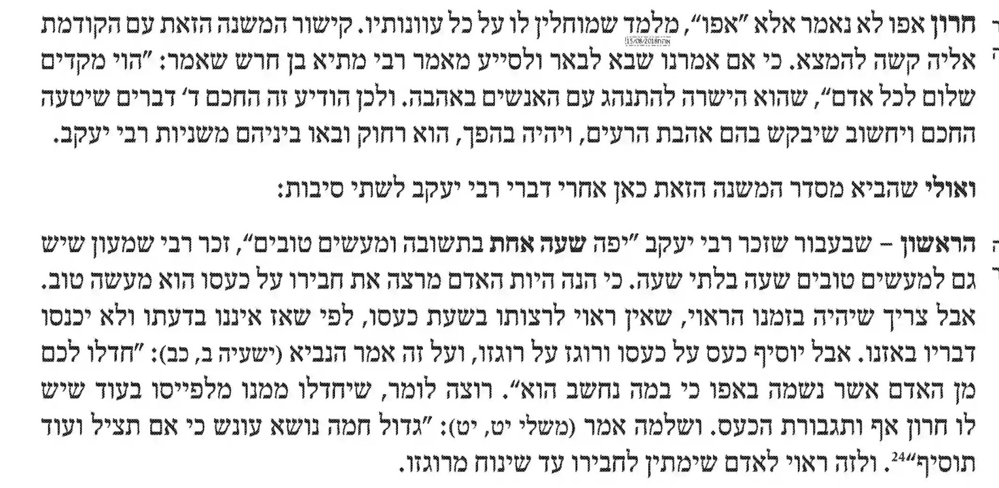 חרון אפו לא נאמר אלא "אפו", מלמד שמוחלין לו על כל עוונותיו. קישור המשנה הזאת עם הקודמת
אהח15/08/2018
אליה קשה להמצא. כי אם אמרנו שבא לבאר ולסייע מאמר רבי מתיא בן חרש שאמר: "הוי מקדים
שלום לכל אדם", שהוא הישרה להתנהג עם האנשים באהבה. ולכן הודיע זה החכם ד' דברים שיטעה
החכם ויחשוב שיבקש בהם אהבת הרעים, ויהיה בהפך, הוא רחוק ובאו ביניהם משניות רבי יעקב.
ואולי שהביא מסדר המשנה הזאת כאן אחרי דברי רבי יעקב לשתי סיבות:
הראשון – שבעבור שזכר רבי יעקב "יפה שעה אחת בתשובה ומעשים טובים", זכר רבי שמעון שיש
גם למעשים טובים שעה בלתי שעה. כי הנה היות האדם מרצה את חבירו על כעסו הוא מעשה טוב.
אבל צריך שיהיה בזמנו הראוי, שאין ראוי לרצותו בשעת כעסו, לפי שאז איננו בדעתו ולא יכנסו
דבריו באזנו. אבל יוסיף כעס על כעסו ורוגז על רוגזו, ועל זה אמר הנביא (ישעיה ב, כב): "חדלו לכם
מן האדם אשר נשמה באפו כי במה נחשב הוא". רוצה לומר, שיחדלו ממנו מלפייסו בעוד שיש
לו חרון אף ותגבורת הכעס. ושלמה אמר (משלי יט, יט): "גדול חמה נושא עונש כי אם תציל ועוד
תוסיף"24. ולזה ראוי לאדם שימתין לחבירו עד שינוח מרוגזו.